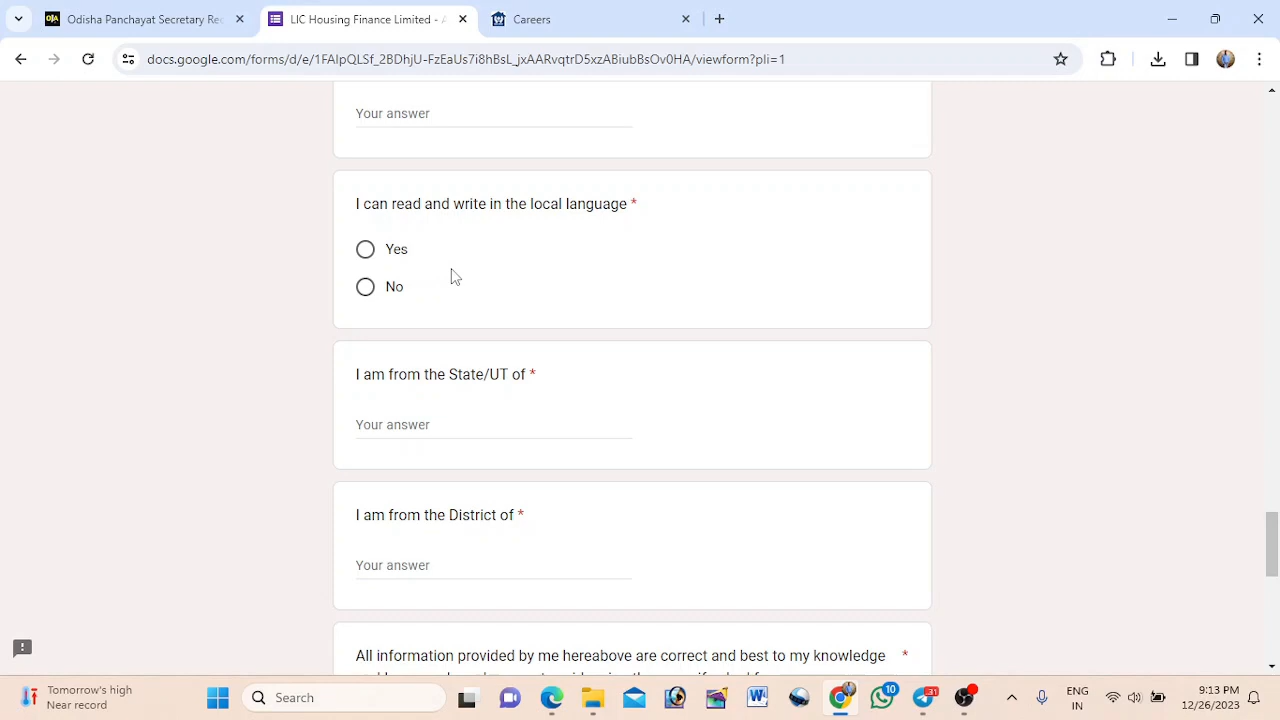 Odisha Panchayat Secretary Rec
LIC Housing Finance Limited -
Careers
docs.google.com/forms/d/e/1FAIpQLSf_2BDhjU-FzEaUs7i8hBsL_jxAARvqtrD5xzABiubBsOv0HA/viewform?pli=1
Your answer
I can read and write in the local language *
Yes
No
I am from the State/UT of *
Your answer
I am from the District of *
Your answer
All information provided by me hereabove are correct and best to my knowledge *
Tomorrow's high
Near record
Search
10
31
ENG
IN
9:13 PM
12/26/2023